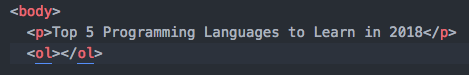 <body>
<p>Top 5 Programming Languages to Learn in 2018</p>
<ol></ol>